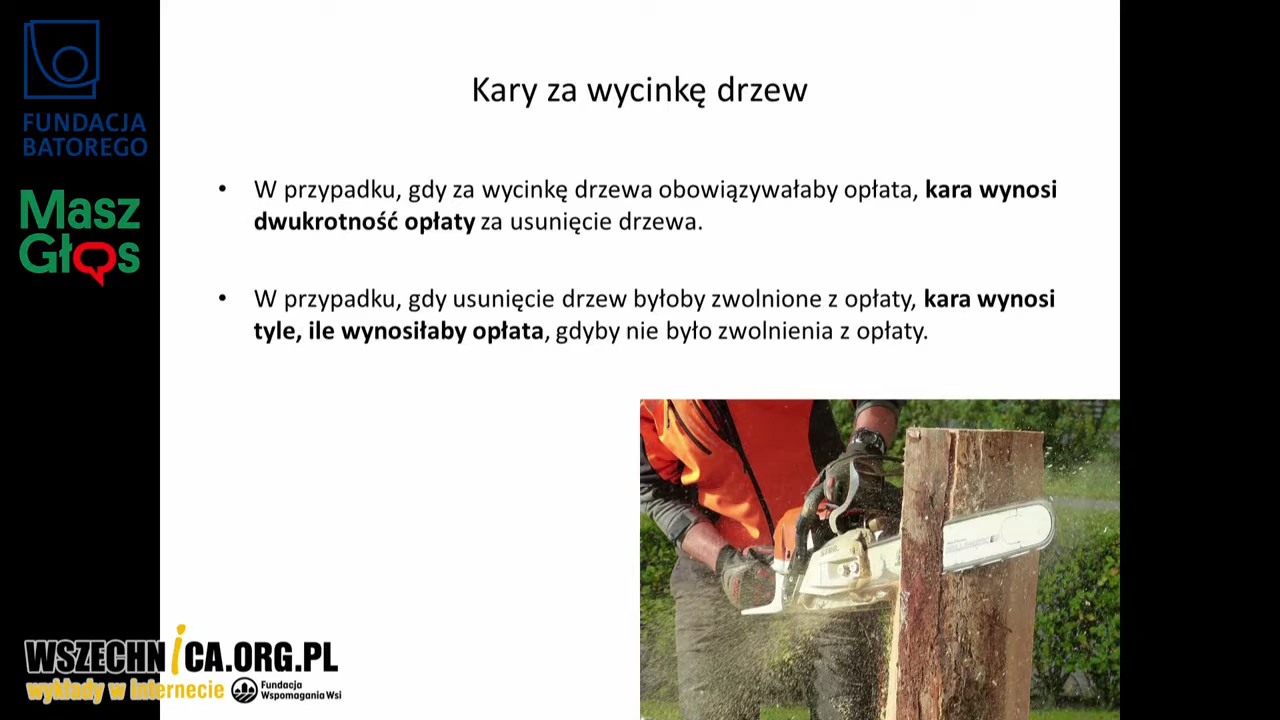 FUNDACJA
BATOREGO
Masz
Głos
Kary za wycinkę drzew
• W przypadku, gdy za wycinkę drzewa obowiązywałaby opłata, kara wynosi
dwukrotność opłaty za usunięcie drzewa.
• W przypadku, gdy usunięcie drzew byłoby zwolnione z opłaty, kara wynosi
tyle, ile wynosiłaby opłata, gdyby nie było zwolnienia z opłaty.
WSZECHNiCA.ORG.PL
wykłady w internecie
Fundacja
Wspomagania Wsi